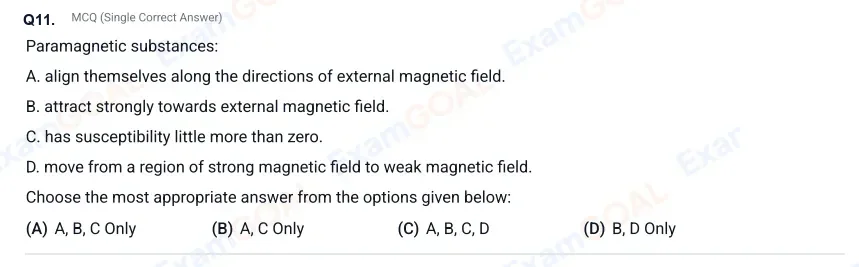 Q11. MCQ (Single Correct Answer)
Paramagnetic substances:
A. align themselves along the directions of external magnetic field.
B. attract strongly towards external magnetic field.
C. has susceptibility little more than zero.
D. move from a region of strong magnetic field to weak magnetic field.
Choose the most appropriate answer from the options given below:
(A) A, B, C Only (B) A, C Only (C) A, B, C, D (D) B, D Only